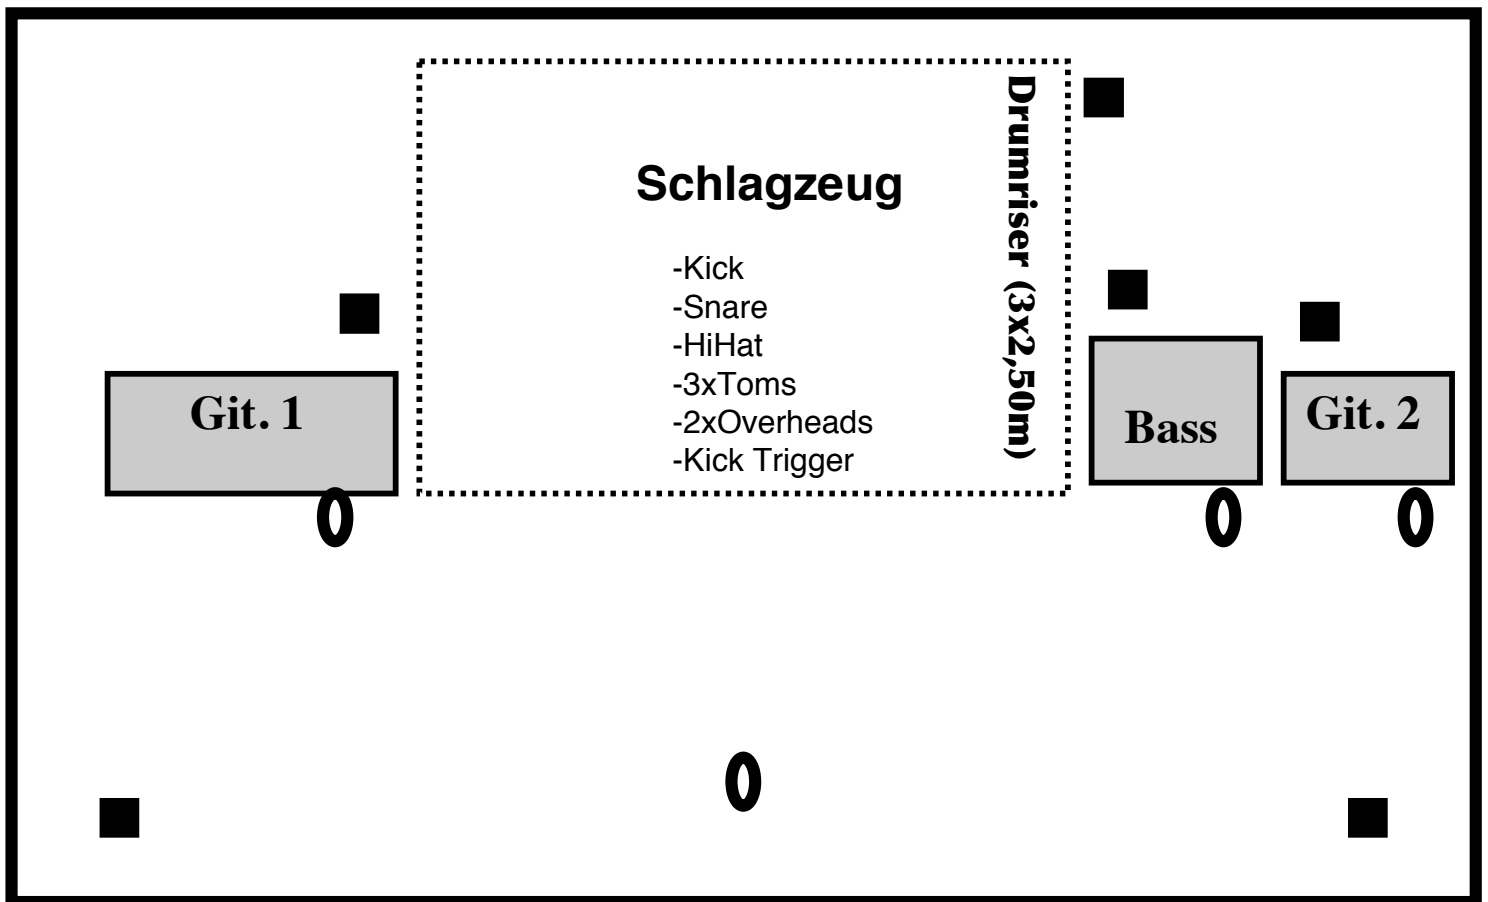 Schlagzeug
-Kick
-Snare
-HiHat
-3xToms
-2xOverheads
-Kick Trigger
Drumriser (3x2,50m)
Git. 1
Bass
Git. 2